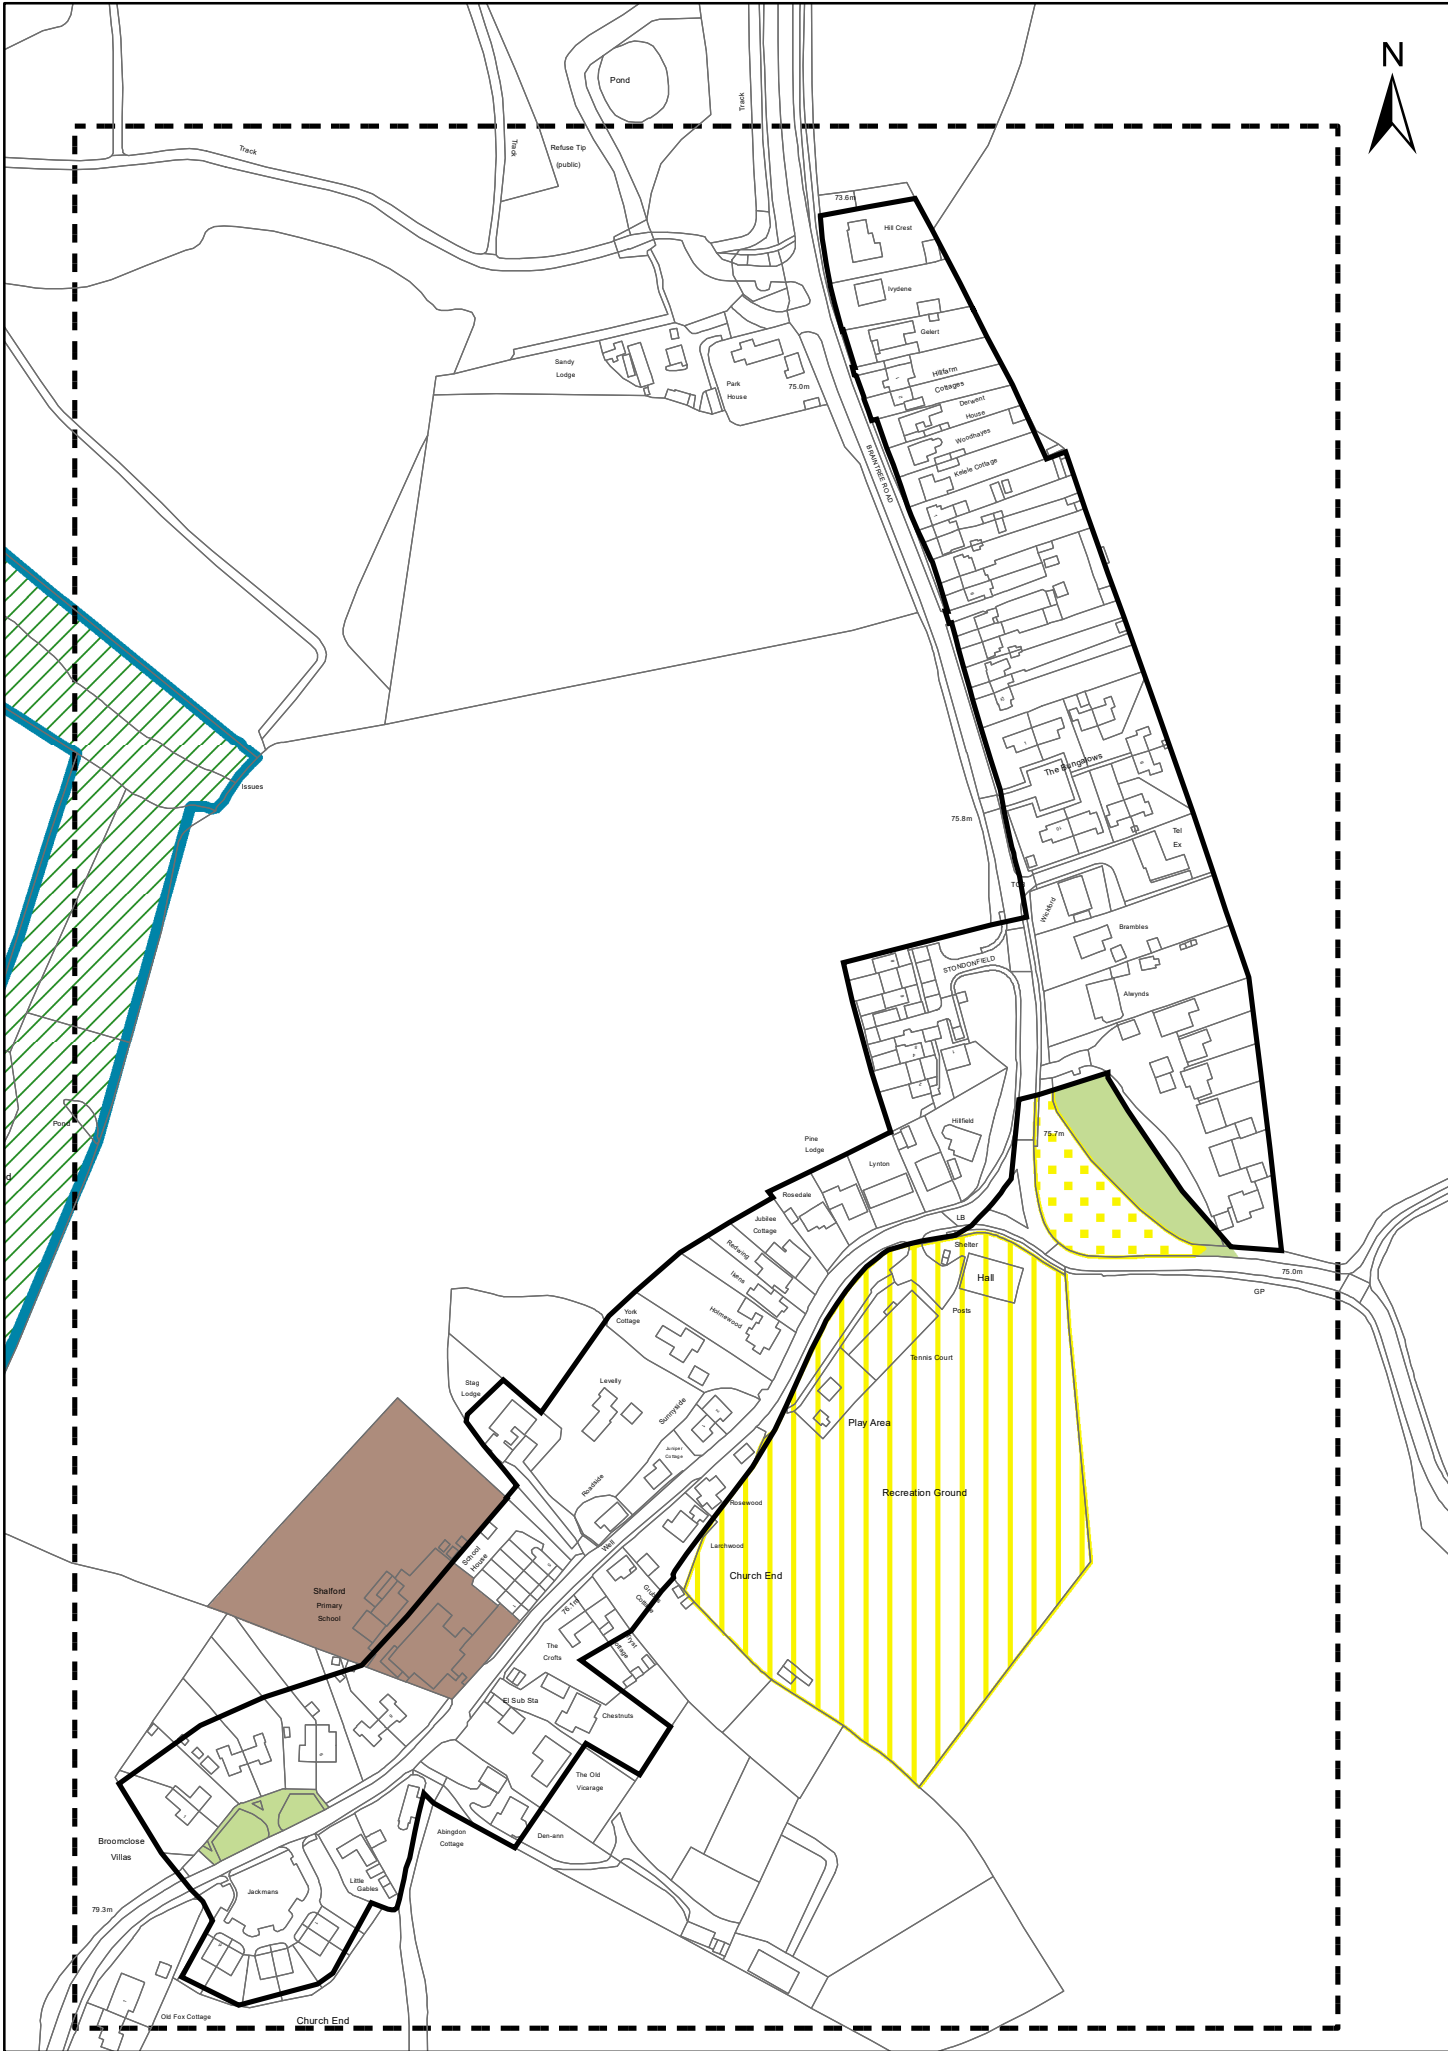 N
Pond
Track
Track
Track
Refuse Tip
(public)
73.6m
Hill Crest
Ivydene
Gelert
Sandy
Lodge
Park
House
75.0m
Hillfarm
Cottages
Derwent
House
Woodhayes
Kelele Cottage
BRAINTREE ROAD
The Bungalows
Issues
75.8m
Tel
Ex
Wickford
Brambles
STONDONFIELD
Alwynds
Pond
75.7m
Hillfield
Pine
Lodge
Lynton
Rosedale
Jubilee
Cottage
LB
Redwing
Shelter
Hall
75.0m
GP
Posts
York
Cottage
Holmewood
Tennis Court
Stag
Lodge
Levelly
Sunnyside
Play Area
Juniper
Cottage
Roadside
Recreation Ground
Rosewood
Well
Larchwood
School
House
Church End
Shalford
Primary
School
76.1m
The
Crofts
El Sub Sta
Chestnuts
The Old
Vicarage
Broomclose
Villas
Abingdon
Cottage
Den-ann
Little
Gables
Jackmans
79.3m
Old Fox Cottage
Church End